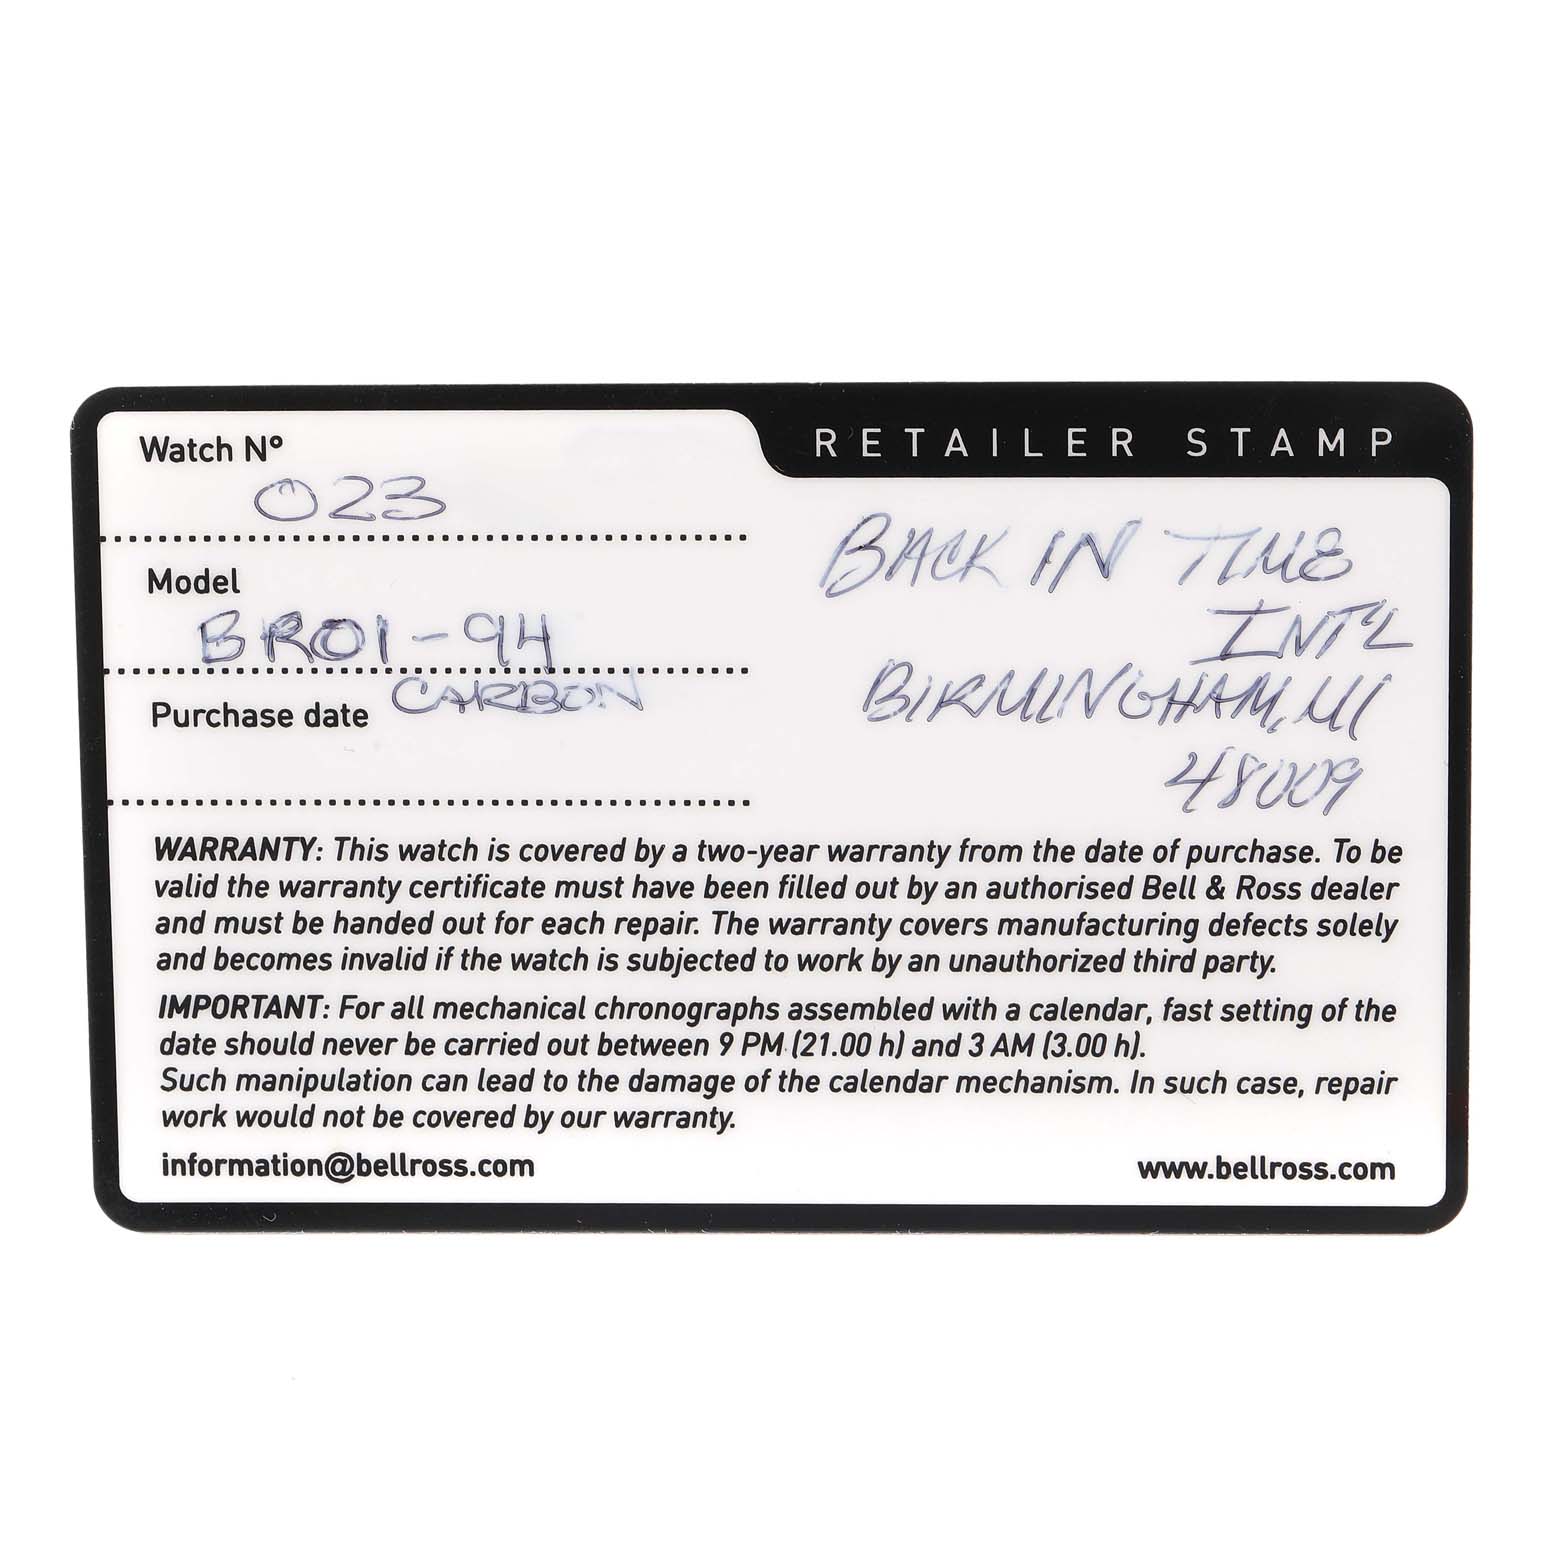 Watch N°
023
Model
BR01-94
CARBON
Purchase date
RETAILER STAMP
BACK IN TIME
INT'L
BIRMINGHAM, MI
48009
WARRANTY: This watch is covered by a two-year warranty from the date of purchase. To be
valid the warranty certificate must have been filled out by an authorised Bell & Ross dealer
and must be handed out for each repair. The warranty covers manufacturing defects solely
and becomes invalid if the watch is subjected to work by an unauthorized third party.
IMPORTANT: For all mechanical chronographs assembled with a calendar, fast setting of the
date should never be carried out between 9 PM (21.00 h) and 3 AM (3.00 h).
Such manipulation can lead to the damage of the calendar mechanism. In such case, repair
work would not be covered by our warranty.
information@bellross.com
www.bellross.com